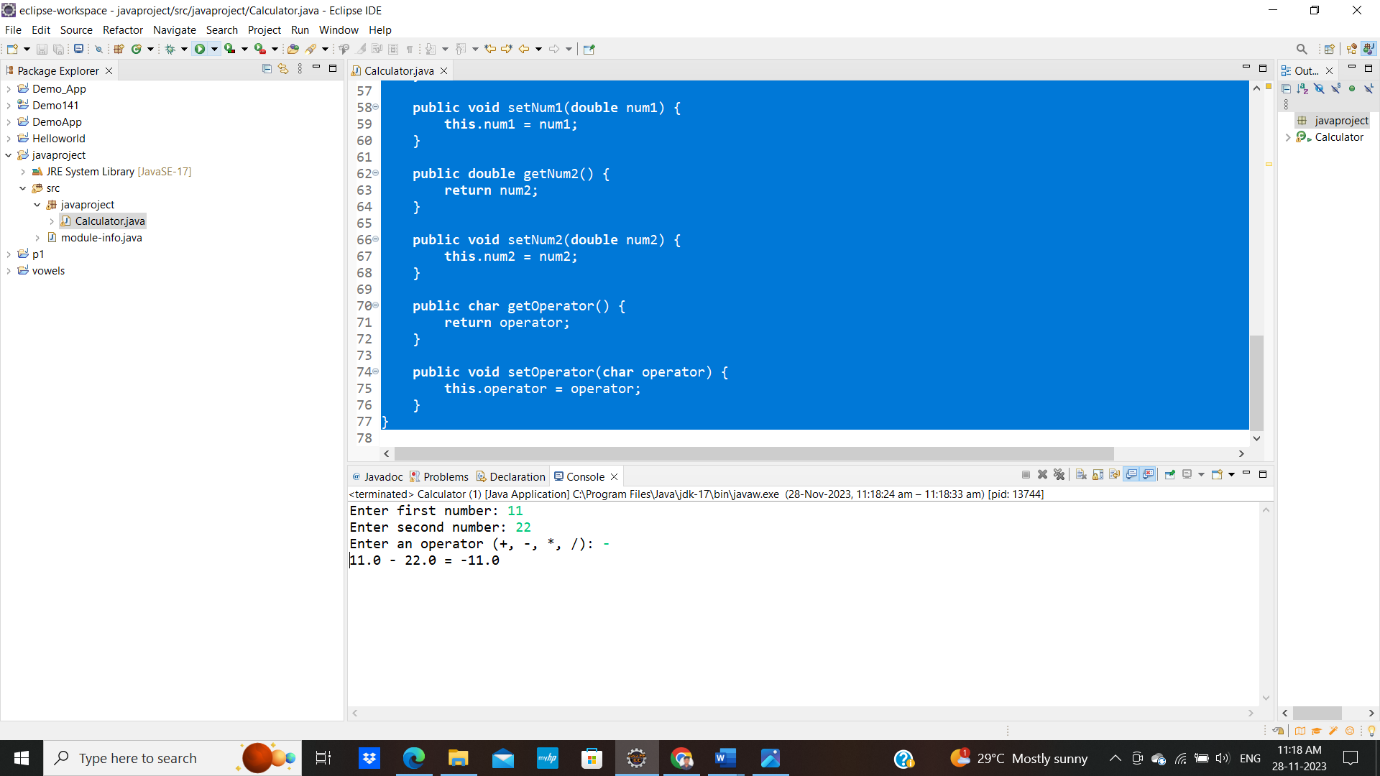 eclipse-workspace - javaproject/src/javaproject/Calculator.java - Eclipse IDE
File Edit Source Refactor Navigate Search Project Run Window Help
Package Explorer
Demo_App
Demo141
DemoApp
Helloworld
javaproject
JRE System Library [JavaSE-17]
src
javaproject
Calculator.java
module-info.java
p1
vowels
Calculator.java
57
58 public void setNum1(double num1) {
59 this.num1 = num1;
60 }
61
62 public double getNum2() {
63 return num2;
64 }
65
66 public void setNum2(double num2) {
67 this.num2 = num2;
68 }
69
70 public char getOperator() {
71 return operator;
72 }
73
74 public void setOperator(char operator) {
75 this.operator = operator;
76 }
77 }
78
Out...
javaproject
Calculator
Javadoc Problems Declaration Console
<terminated> Calculator (1) [Java Application] C:\Program Files\Java\jdk-17\bin\javaw.exe (28-Nov-2023, 11:18:24 am – 11:18:33 am) [pid: 13744]
Enter first number: 11
Enter second number: 22
Enter an operator (+, -, *, /): -
11.0 - 22.0 = -11.0
Type here to search
29°C Mostly sunny
ENG
11:18 AM
28-11-2023